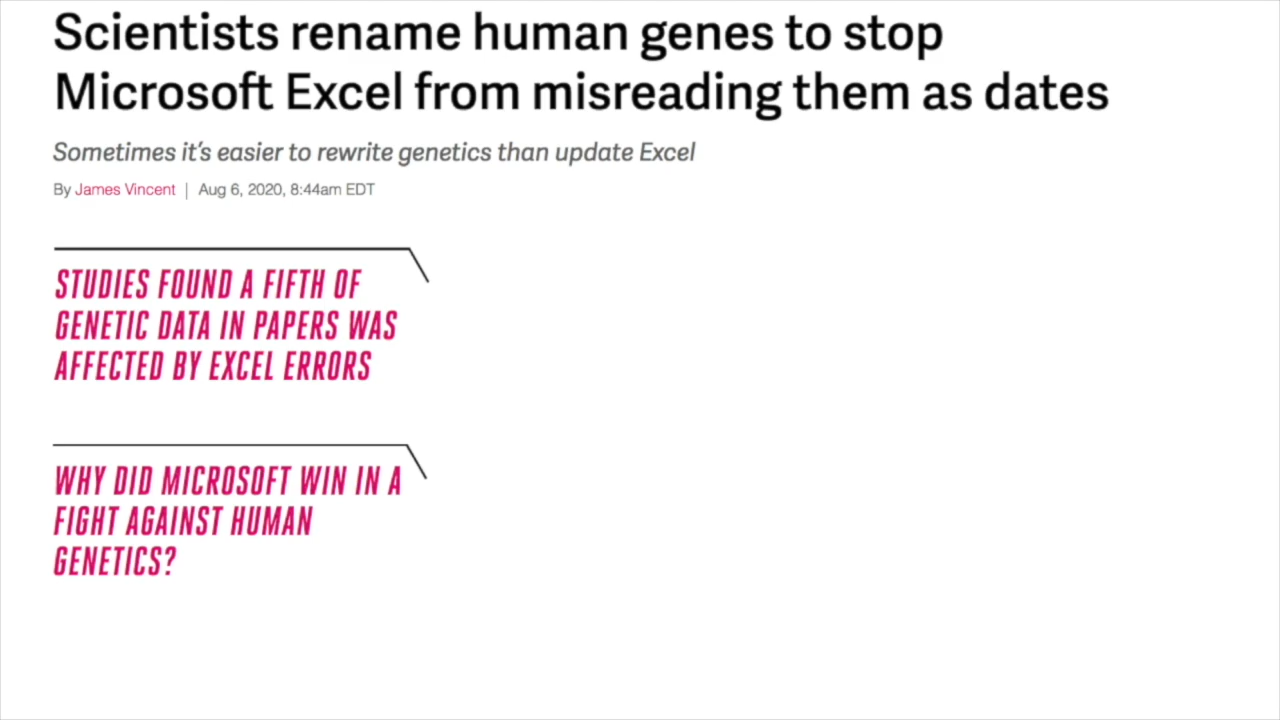 Scientists rename human genes to stop
Microsoft Excel from misreading them as dates
Sometimes it's easier to rewrite genetics than update Excel
By James Vincent | Aug 6, 2020, 8:44am EDT
STUDIES FOUND A FIFTH OF
GENETIC DATA IN PAPERS WAS
AFFECTED BY EXCEL ERRORS
WHY DID MICROSOFT WIN IN A
FIGHT AGAINST HUMAN
GENETICS?